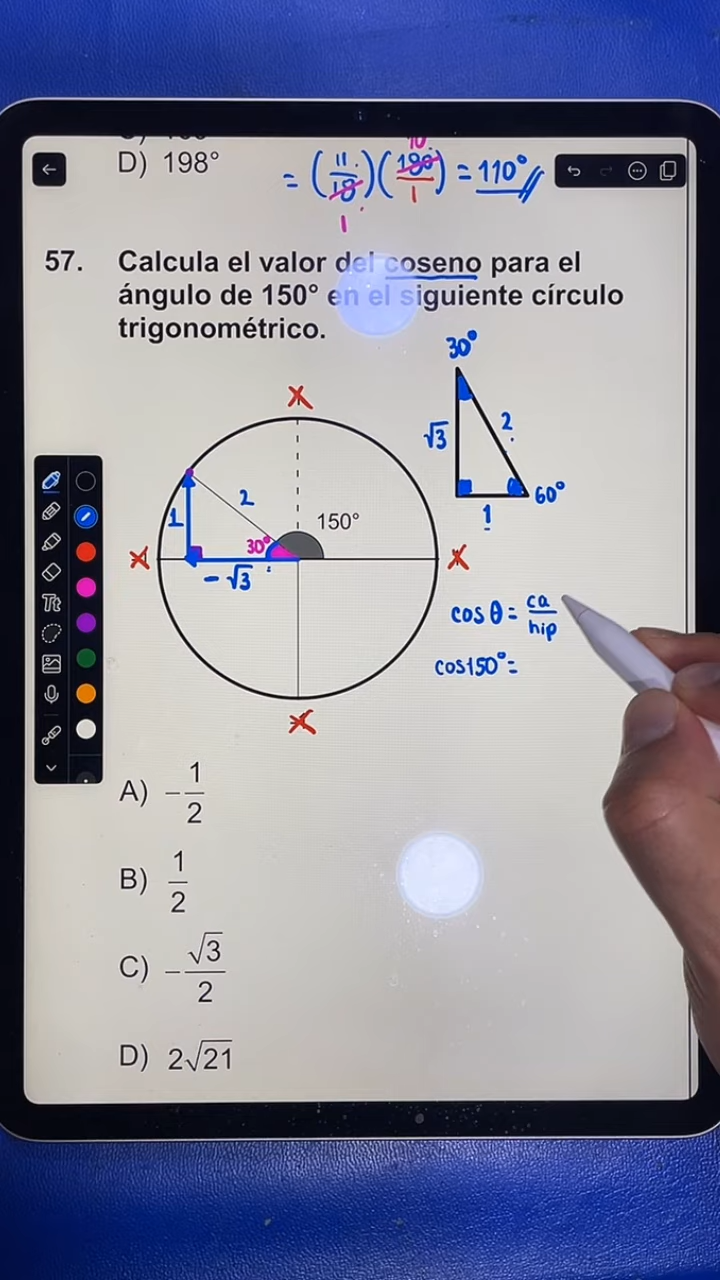 D) 198°
= (11/18)(180/1) = 110°
10
1
57. Calcula el valor del coseno para el
ángulo de 150° en el siguiente círculo
trigonométrico.
30°
√3
2
60°
1
x
2
1
150°
30°
x
x
-√3
x
cos θ = ca/hip
cos150° =
Tt
A) -1/2
B) 1/2
C) -√3/2
D) 2√21